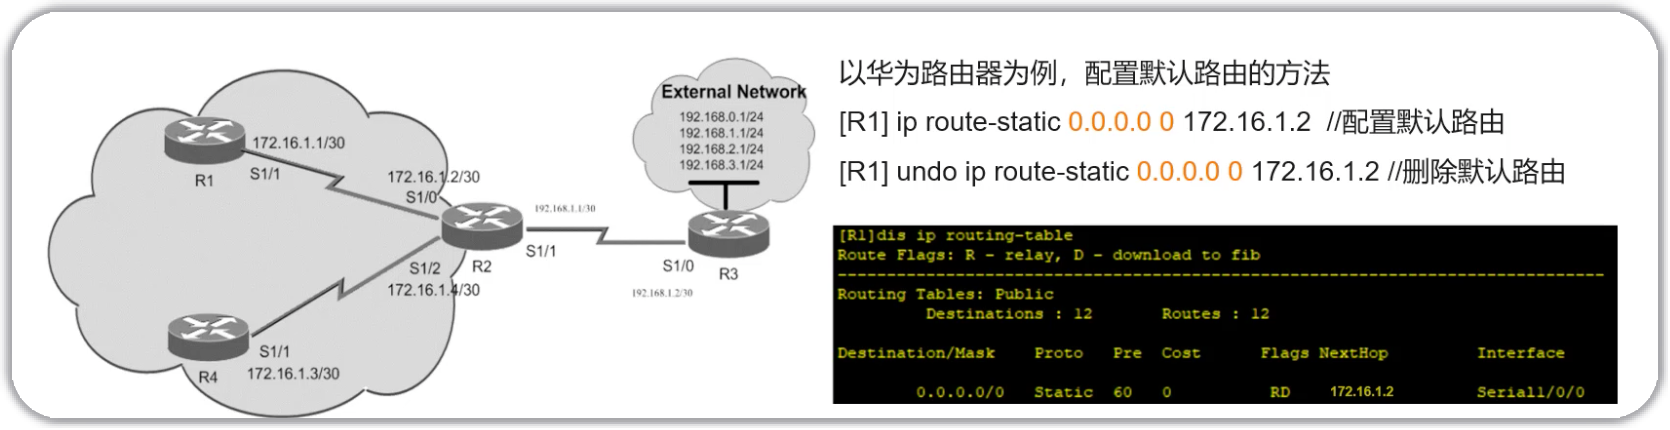 172.16.1.1/30
S1/1
R1
172.16.1.2/30
S1/0
S1/2
172.16.1.4/30
R2
S1/1
S1/1
172.16.1.3/30
R4
192.168.1.1/30
External Network
192.168.0.1/24
192.168.1.1/24
192.168.2.1/24
192.168.3.1/24
S1/0
R3
192.168.1.2/30
以华为路由器为例，配置默认路由的方法
[R1] ip route-static 0.0.0.0 0 172.16.1.2 //配置默认路由
[R1] undo ip route-static 0.0.0.0 0 172.16.1.2 //删除默认路由
[R1]dis ip routing-table
Route Flags: R - relay, D - download to fib
------------------------------------------------------------------------------
Routing Tables: Public
Destinations : 12 Routes : 12
Destination/Mask Proto Pre Cost Flags NextHop Interface
0.0.0.0/0 Static 60 0 RD 172.16.1.2 Serial1/0/0